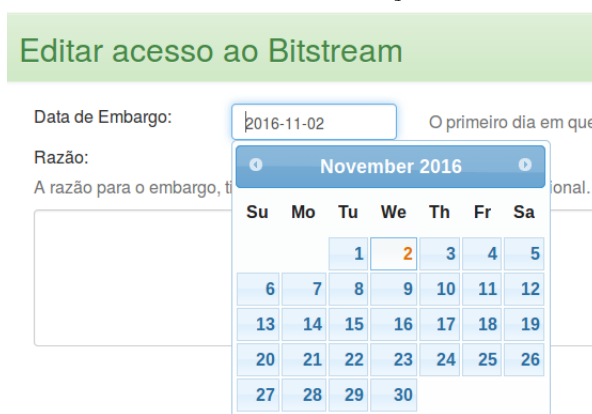 Editar acesso ao Bitstream
Data de Embargo:
2016-11-02
O primeiro dia em que
Razão:
A razão para o embargo,
ional.
November 2016
Su Mo Tu We Th Fr Sa
1 2 3 4 5
6 7 8 9 10 11 12
13 14 15 16 17 18 19
20 21 22 23 24 25 26
27 28 29 30